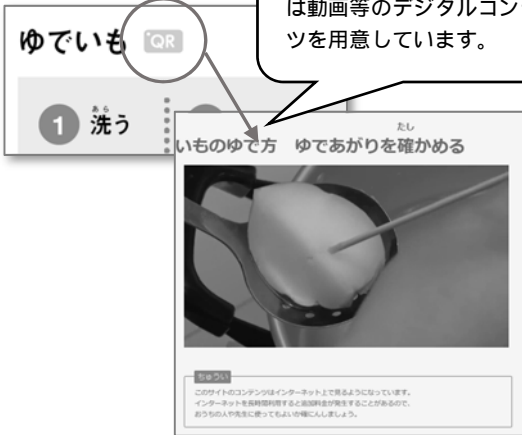 は動画等のデジタルコン
ツを用意しています。
ゆでいも QR
1 洗う
あら
いものゆで方 ゆであがりを確かめる
たし
ちゅうい
このサイトのコンテンツはインターネット上で見るようになっています。
インターネットを長時間利用すると追加料金が発生することがあるので、
おうちの人や先生に使ってもよいか確にんしましょう。